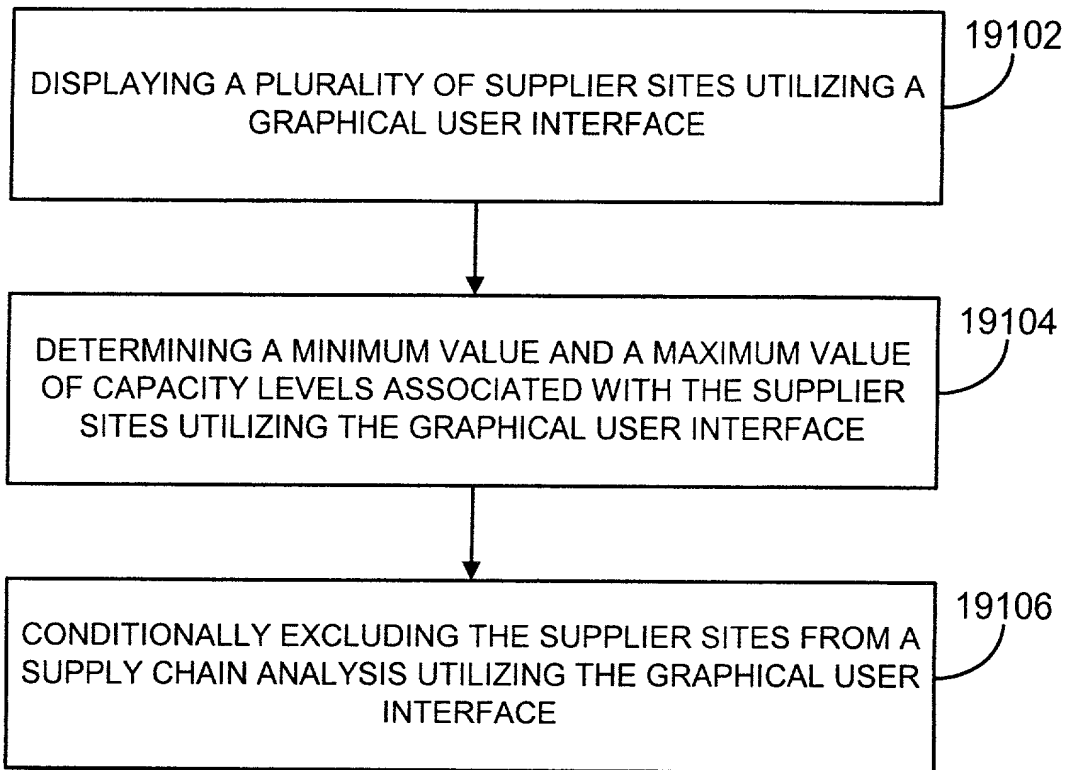 19102
DISPLAYING A PLURALITY OF SUPPLIER SITES UTILIZING A
GRAPHICAL USER INTERFACE
19104
DETERMINING A MINIMUM VALUE AND A MAXIMUM VALUE
OF CAPACITY LEVELS ASSOCIATED WITH THE SUPPLIER
SITES UTILIZING THE GRAPHICAL USER INTERFACE
19106
CONDITIONALLY EXCLUDING THE SUPPLIER SITES FROM A
SUPPLY CHAIN ANALYSIS UTILIZING THE GRAPHICAL USER
INTERFACE